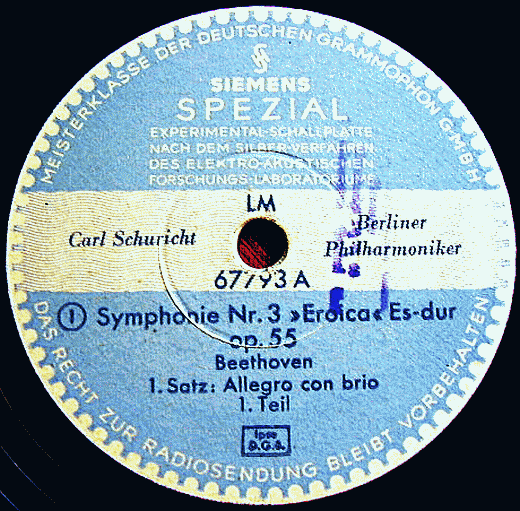 MEISTERKLASSE DER DEUTSCHEN GRAMMOPHON G·M·B·H
SIEMENS
SPEZIAL
EXPERIMENTAL-SCHALLPLATTE
NACH DEM SILBER-VERFAHREN
DES ELEKTRO-AKUSTISCHEN
FORSCHUNGS-LABORATORIUMS
LM
Carl Schuricht
Berliner
Philharmoniker
67793 A
1 Symphonie Nr. 3 »Eroica« Es-dur
op. 55
Beethoven
1. Satz: Allegro con brio
1. Teil
DAS RECHT ZUR RADIOSENDUNG BLEIBT VORBEHALTEN